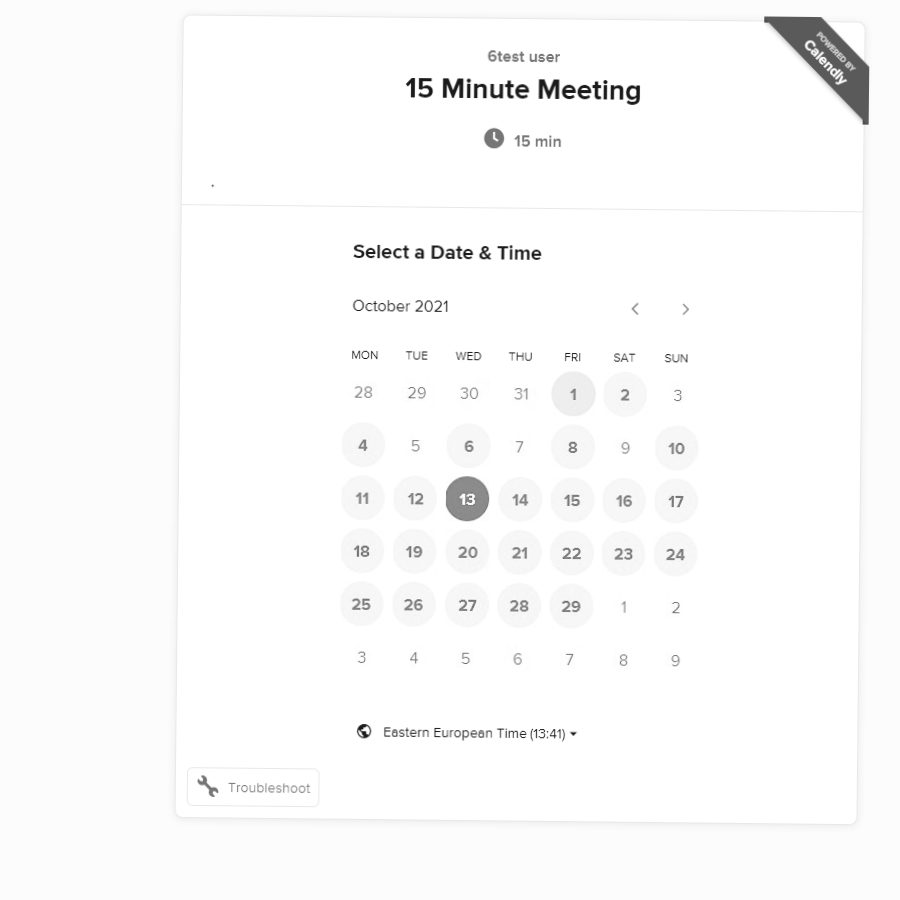 POWERED BY
Calendly
6test user
15 Minute Meeting
15 min
Select a Date & Time
October 2021
MON TUE WED THU FRI SAT SUN
28 29 30 31 1 2 3
4 5 6 7 8 9 10
11 12 13 14 15 16 17
18 19 20 21 22 23 24
25 26 27 28 29 1 2
3 4 5 6 7 8 9
Eastern European Time (13:41)
Troubleshoot